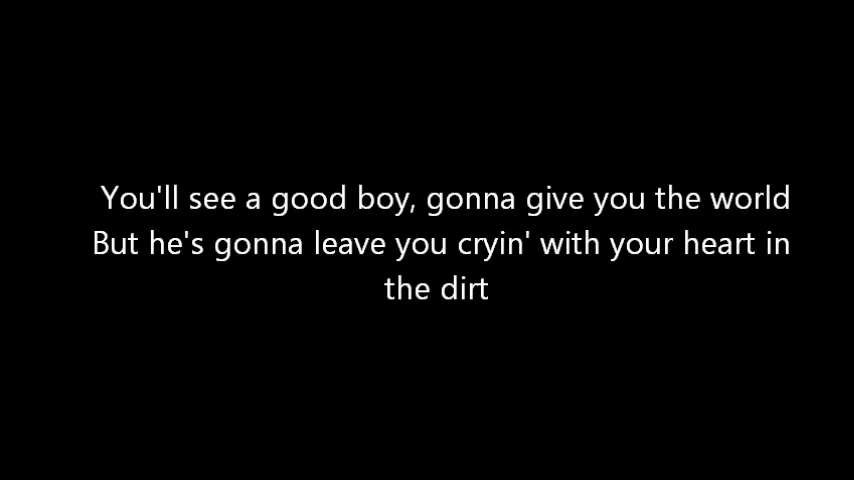 You'll see a good boy, gonna give you the world
But he's gonna leave you cryin' with your heart in
the dirt